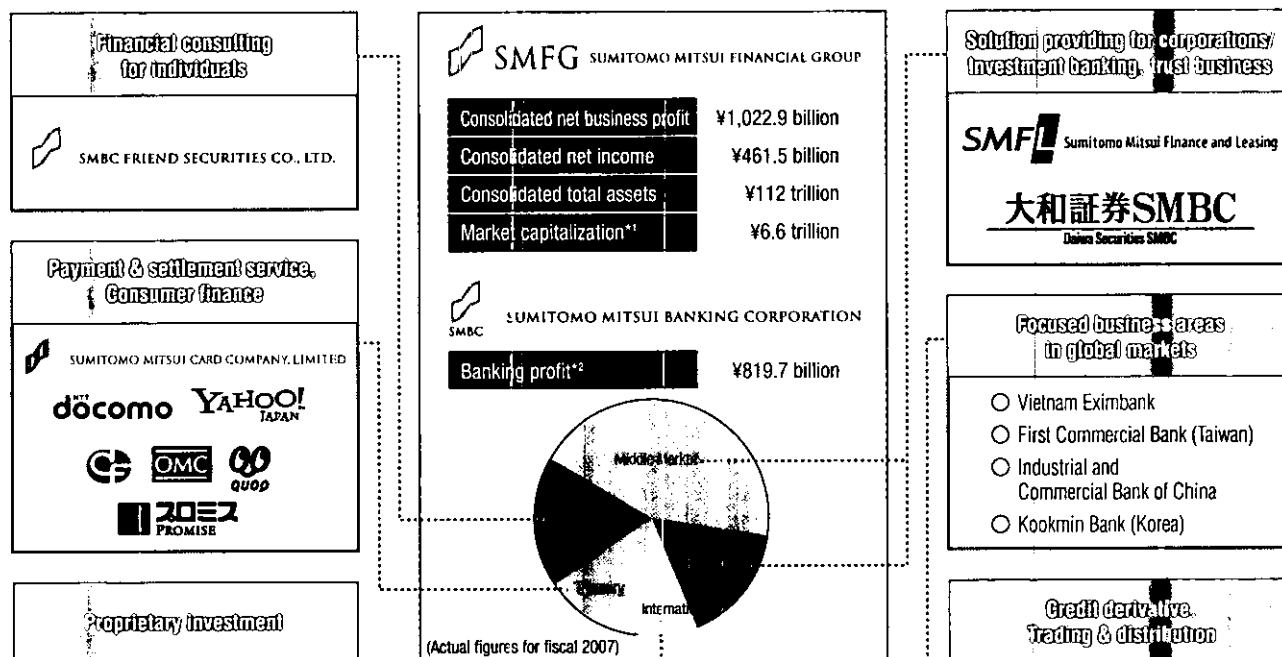 Financial consulting
for individuals
SMBC FRIEND SECURITIES CO., LTD.
Payment & settlement service,
Consumer finance
SUMITOMO MITSUI CARD COMPANY, LIMITED
NTT
docomo
YAHOO!
JAPAN
OMC
QUOQ
プロミス
PROMISE
Proprietary investment
SMFG SUMITOMO MITSUI FINANCIAL GROUP
Consolidated net business profit ¥1,022.9 billion
Consolidated net income ¥461.5 billion
Consolidated total assets ¥112 trillion
Market capitalization*1 ¥6.6 trillion
SMBC SUMITOMO MITSUI BANKING CORPORATION
Banking profit*2 ¥819.7 billion
Middle Market
Treasury
Internati
(Actual figures for fiscal 2007)
Solution providing for corporations/
Investment banking, trust business
SMFL Sumitomo Mitsui Finance and Leasing
大和証券SMBC
Daiwa Securities SMBC
Focused business areas
in global markets
Vietnam Eximbank
First Commercial Bank (Taiwan)
Industrial and
Commercial Bank of China
Kookmin Bank (Korea)
Credit derivative,
Trading & distribution